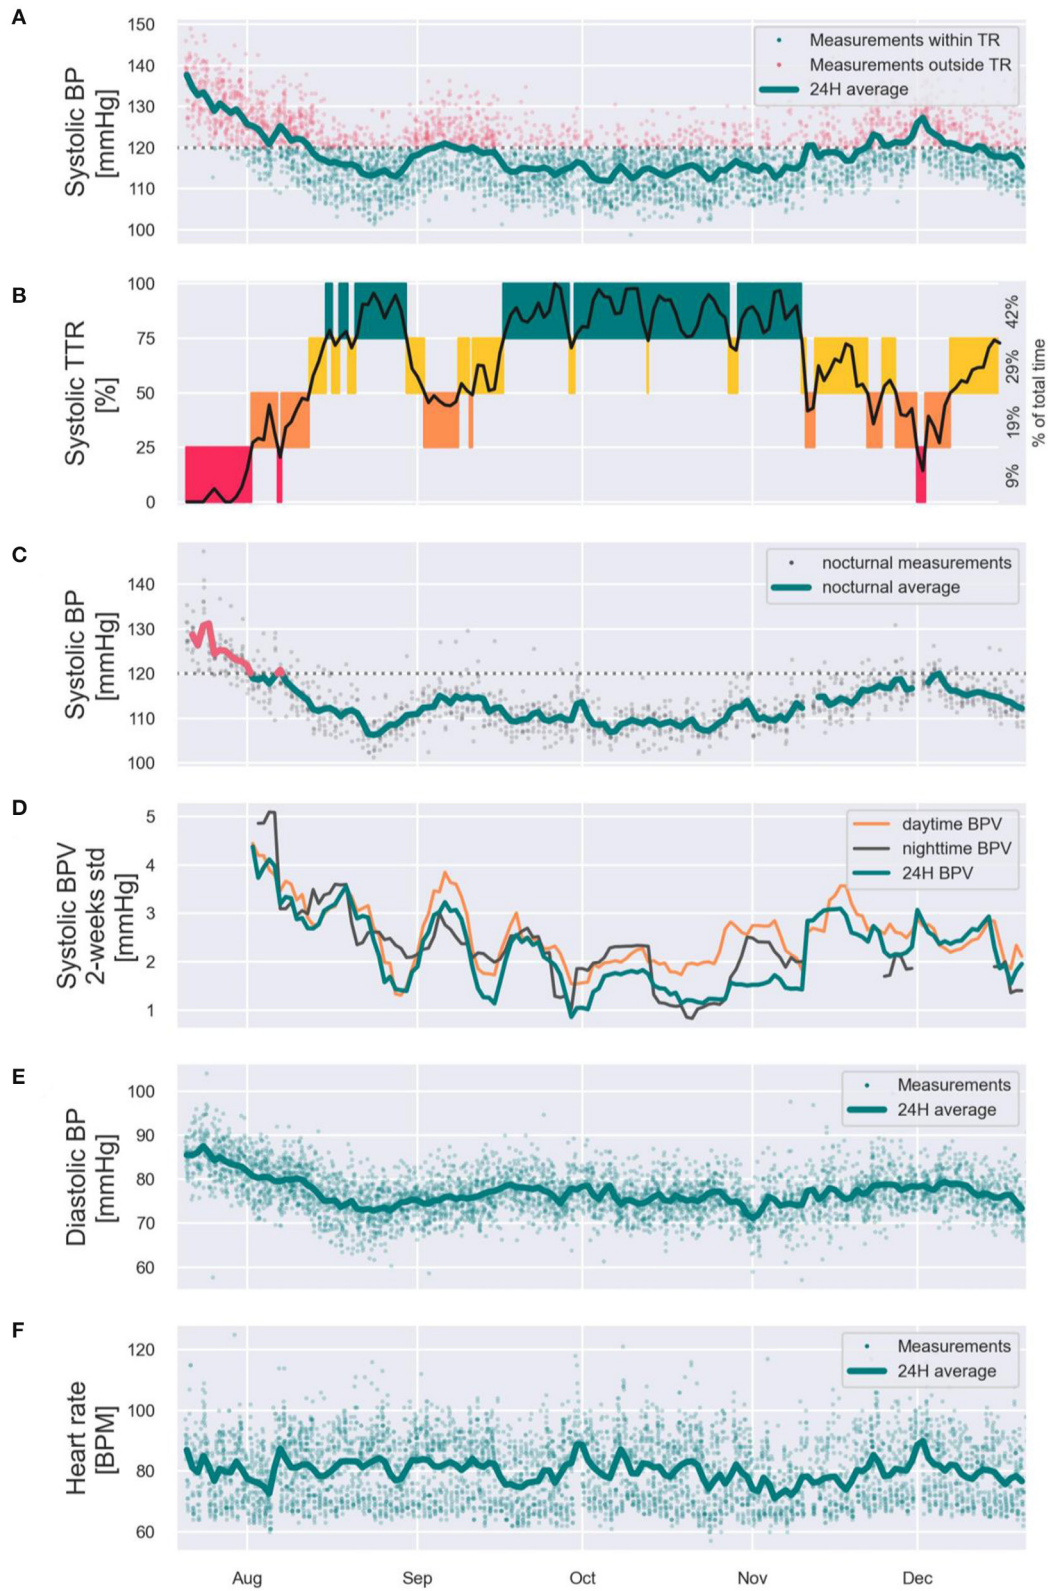 A
Systolic BP
[mmHg]
150
140
130
120
110
100
Measurements within TR
Measurements outside TR
24H average
B
Systolic TTR
[%]
100
75
50
25
0
42%
29%
19%
9%
% of total time
C
Systolic BP
[mmHg]
140
130
120
110
100
nocturnal measurements
nocturnal average
D
Systolic BPV
2-weeks std
[mmHg]
5
4
3
2
1
daytime BPV
nighttime BPV
24H BPV
E
Diastolic BP
[mmHg]
100
90
80
70
60
Measurements
24H average
F
Heart rate
[BPM]
120
100
80
60
Measurements
24H average
Aug Sep Oct Nov Dec